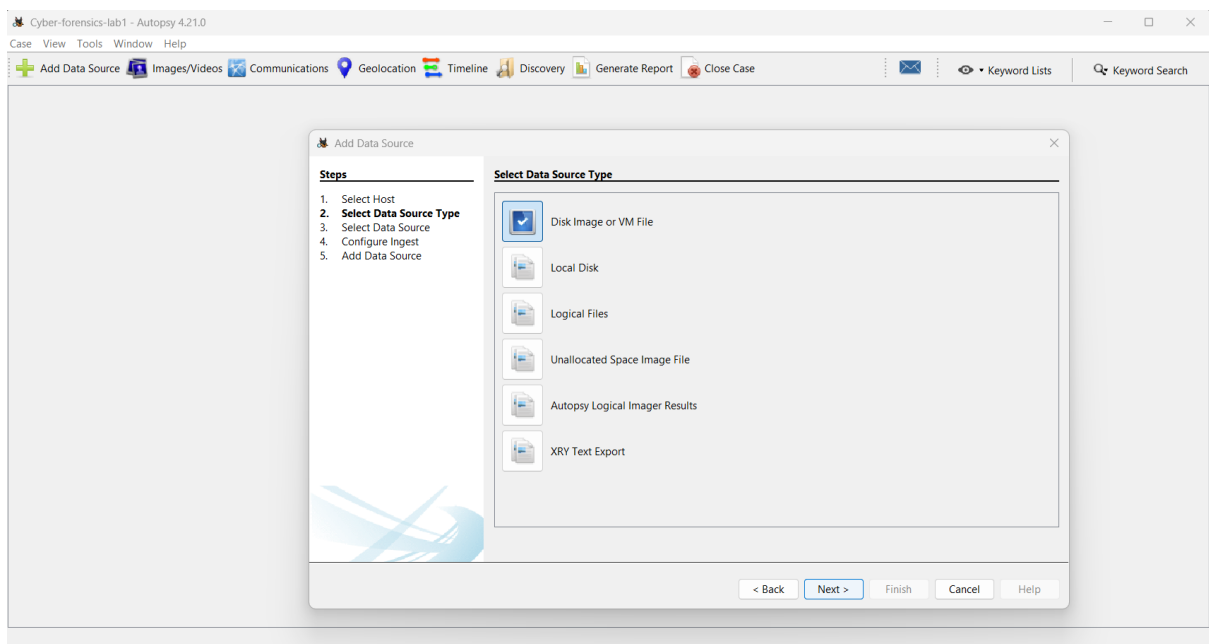 Cyber-forensics-lab1 - Autopsy 4.21.0
Case View Tools Window Help
Add Data Source Images/Videos Communications Geolocation Timeline Discovery Generate Report Close Case Keyword Lists Keyword Search
Add Data Source
Steps
1. Select Host
2. Select Data Source Type
3. Select Data Source
4. Configure Ingest
5. Add Data Source
Select Data Source Type
Disk Image or VM File
Local Disk
Logical Files
Unallocated Space Image File
Autopsy Logical Imager Results
XRY Text Export
< Back Next > Finish Cancel Help